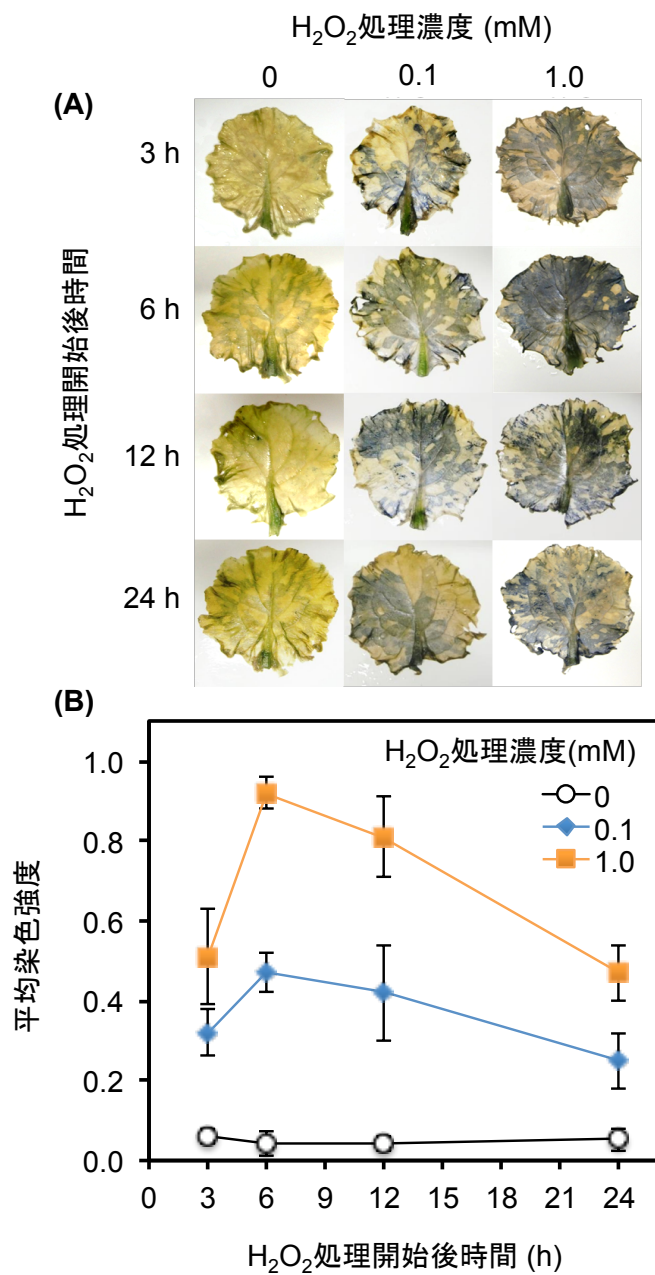 H₂O₂処理濃度 (mM)
0 0.1 1.0
(A)
3 h
6 h
12 h
24 h
H₂O₂処理開始後時間
(B)
H₂O₂処理濃度(mM)
0
0.1
1.0
1.0
0.8
0.6
0.4
0.2
0.0
平均染色強度
0 3 6 9 12 15 18 21 24
H₂O₂処理開始後時間 (h)